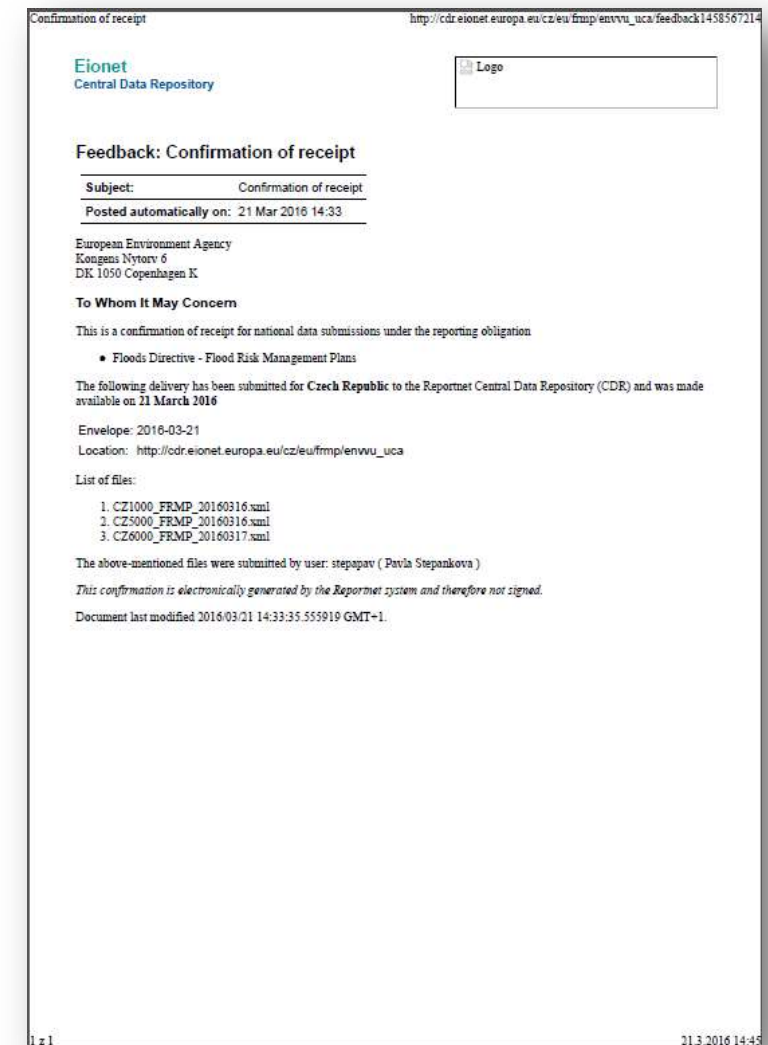 Confirmation of receipt http://cdr.eionet.europa.eu/cz/eu/frmp/envvu_uca/feedback1458567214
Eionet
Central Data Repository
Logo
Feedback: Confirmation of receipt
Subject: Confirmation of receipt
Posted automatically on: 21 Mar 2016 14:33
European Environment Agency
Kongens Nytorv 6
DK 1050 Copenhagen K
To Whom It May Concern
This is a confirmation of receipt for national data submissions under the reporting obligation
• Floods Directive - Flood Risk Management Plans
The following delivery has been submitted for Czech Republic to the Reportnet Central Data Repository (CDR) and was made
available on 21 March 2016
Envelope: 2016-03-21
Location: http://cdr.eionet.europa.eu/cz/eu/frmp/envvu_uca
List of files:
1. CZ1000_FRMP_20160316.xml
2. CZ5000_FRMP_20160316.xml
3. CZ6000_FRMP_20160317.xml
The above-mentioned files were submitted by user: stepapav ( Pavla Stepankova )
This confirmation is electronically generated by the Reportnet system and therefore not signed.
Document last modified 2016/03/21 14:33:35.555919 GMT+1.
1 z 1 21.3.2016 14:45